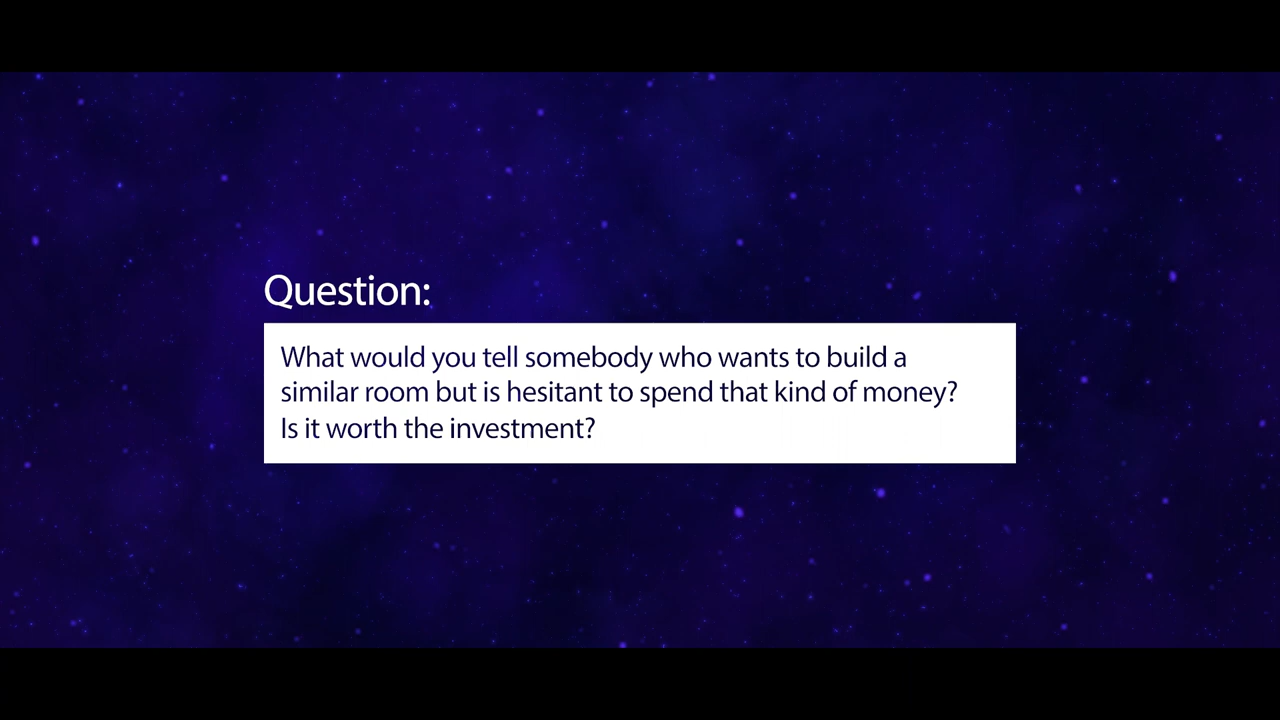 Question:
What would you tell somebody who wants to build a
similar room but is hesitant to spend that kind of money?
Is it worth the investment?